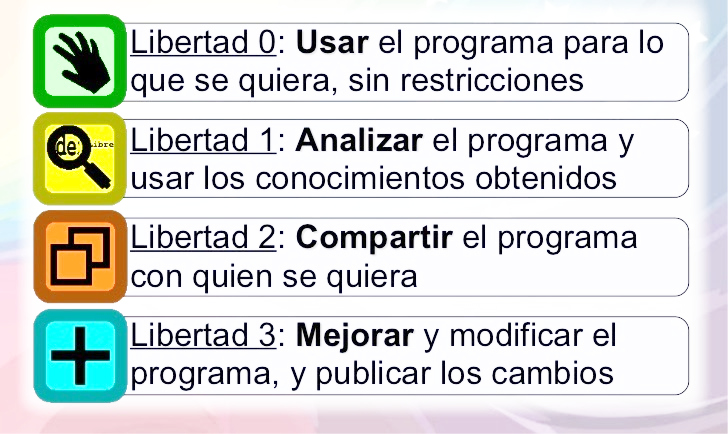 Libertad 0: Usar el programa para lo
que se quiera, sin restricciones
de Libre
Libertad 1: Analizar el programa y
usar los conocimientos obtenidos
Libertad 2: Compartir el programa
con quien se quiera
Libertad 3: Mejorar y modificar el
programa, y publicar los cambios